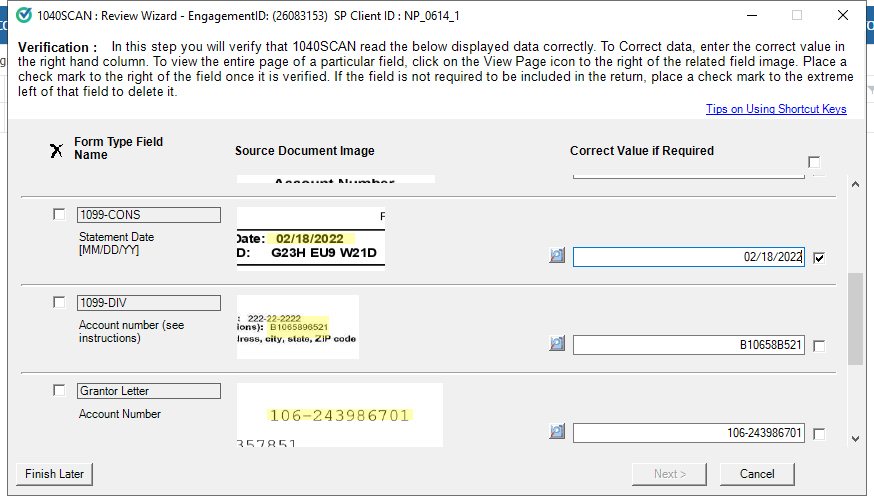 1040SCAN : Review Wizard - EngagementID: (26083153)  SP Client ID : NP_0614_1
Verification :   In this step you will verify that 1040SCAN read the below displayed data correctly. To Correct data, enter the correct value in
the right hand column. To view the entire page of a particular field, click on the View Page icon to the right of the related field image. Place a
check mark to the right of the field once it is verified. If the field is not required to be included in the return, place a check mark to the extreme
left of that field to delete it.
Tips on Using Shortcut Keys
Form Type Field
Name
Source Document Image
Correct Value if Required
Account Number
1099-CONS
Statement Date
[MM/DD/YY]
Date: 02/18/2022
D: G23H EU9 W21D
02/18/2022
1099-DIV
Account number (see
instructions)
: 222-22-2222
ions): B1065896521
dress, city, state, ZIP code
B10658B521
Grantor Letter
Account Number
106-243986701
357851
106-243986701
Finish Later
Next >
Cancel